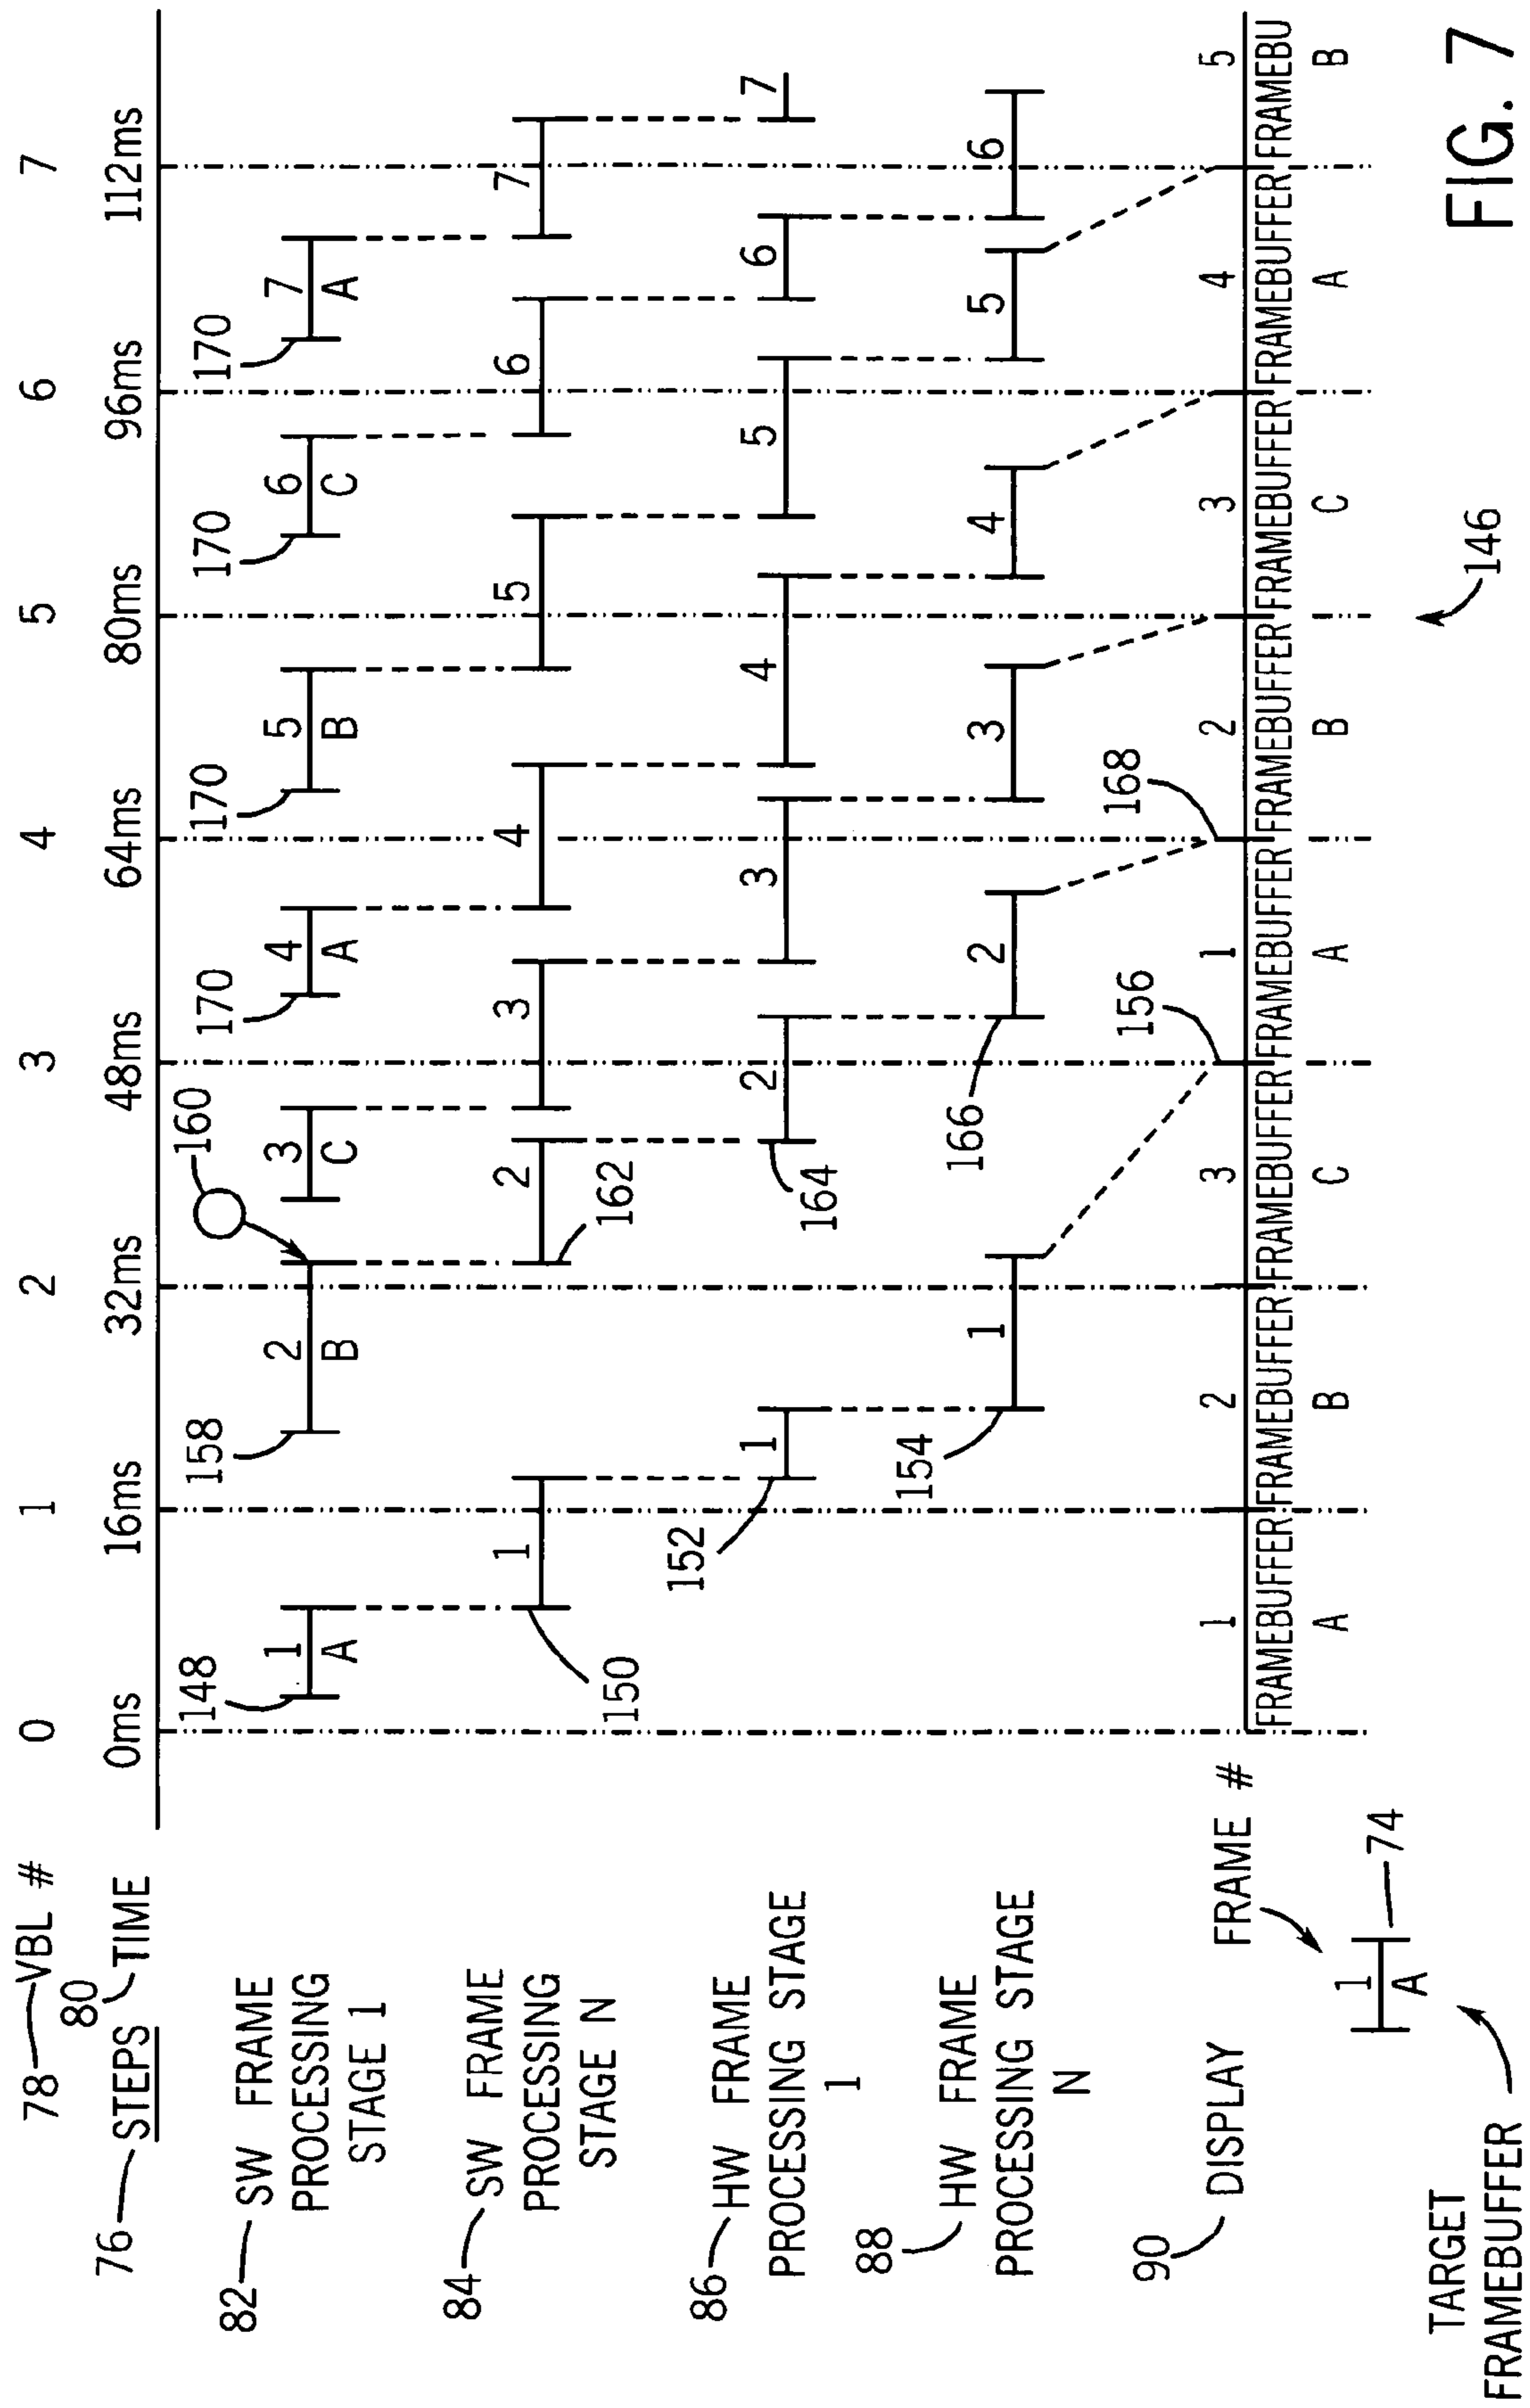 78 VBL # 0 1 2 3 4 5 6 7
76 STEPS 80 TIME 0ms 16ms 32ms 48ms 64ms 80ms 96ms 112ms
148 158 160 170 170 170 170
82 SW FRAME
PROCESSING
STAGE 1
1 2 3 4 5 6 7
A B C A B C A
84 SW FRAME
PROCESSING
STAGE N
1 2 3 4 5 6 7
150 162
86 HW FRAME
PROCESSING STAGE
1
1 2 3 4 5 6 7
152 164
88 HW FRAME
PROCESSING STAGE
N
1 2 3 4 5 6
154 166
156 168
90 DISPLAY
1 2 3 1 2 3 4 5
FRAMEBUFFER FRAMEBUFFER FRAMEBUFFER FRAMEBUFFER FRAMEBUFFER FRAMEBUFFER FRAMEBUFFER FRAMEBU
A B C A B C A B
FRAME #
1
A
74
TARGET
FRAMEBUFFER
146
FIG. 7